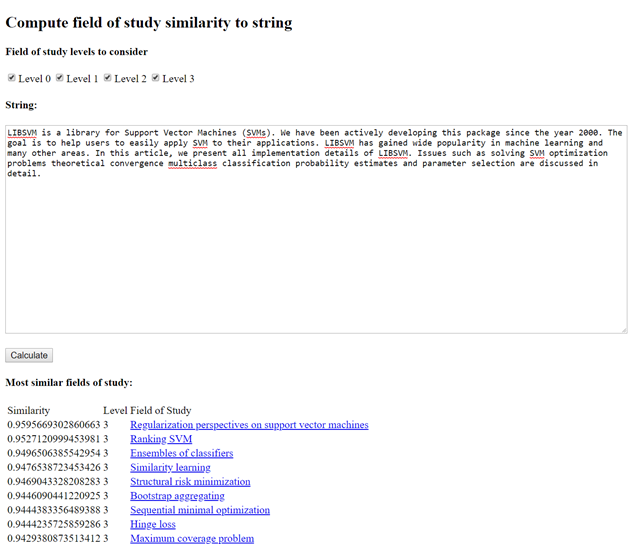 Compute field of study similarity to string
Field of study levels to consider
Level 0 Level 1 Level 2 Level 3
String:
LIBSVM is a library for Support Vector Machines (SVMs). We have been actively developing this package since the year 2000. The
goal is to help users to easily apply SVM to their applications. LIBSVM has gained wide popularity in machine learning and
many other areas. In this article, we present all implementation details of LIBSVM. Issues such as solving SVM optimization
problems theoretical convergence multiclass classification probability estimates and parameter selection are discussed in
detail.
Calculate
Most similar fields of study:
Similarity Level Field of Study
0.9595669302860663 3 Regularization perspectives on support vector machines
0.9527120999453981 3 Ranking SVM
0.9496506385542954 3 Ensembles of classifiers
0.9476538723453426 3 Similarity learning
0.9469043328208283 3 Structural risk minimization
0.9446090441220925 3 Bootstrap aggregating
0.9444383356489388 3 Sequential minimal optimization
0.9444235725859286 3 Hinge loss
0.9429380873513412 3 Maximum coverage problem